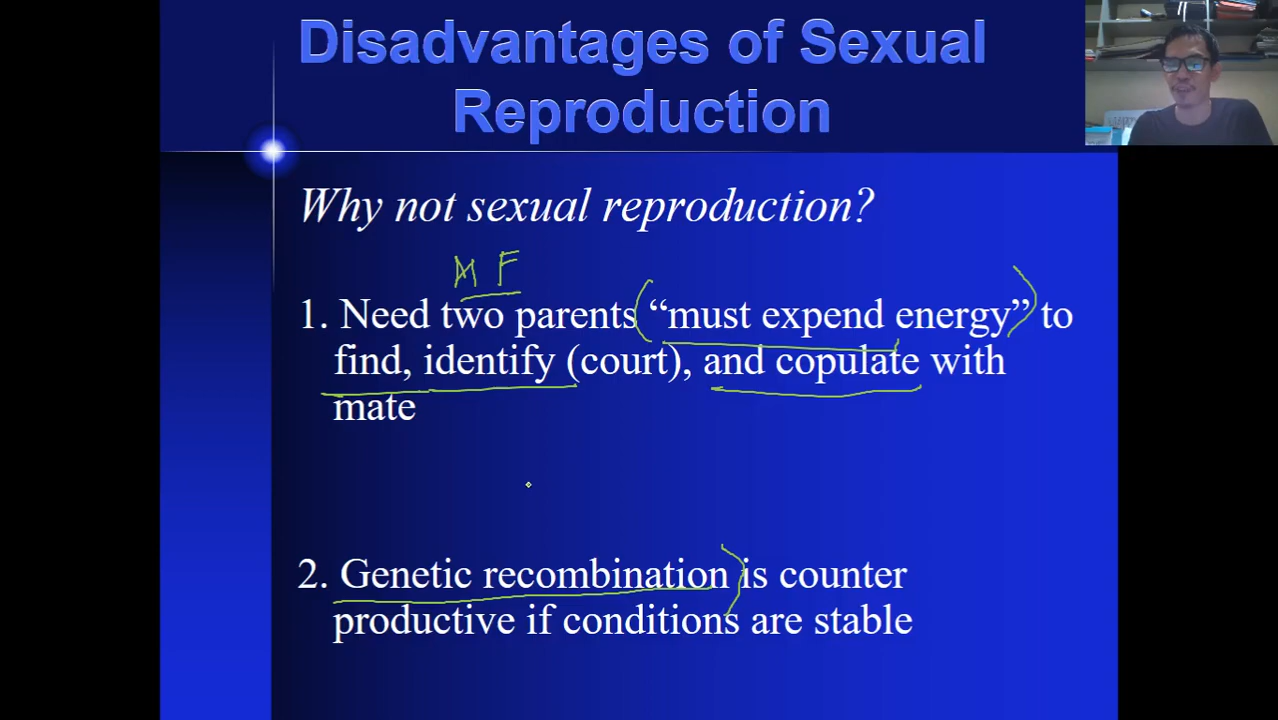 Disadvantages of Sexual
Reproduction
Why not sexual reproduction?
M F
1. Need two parents “must expend energy” to
find, identify (court), and copulate with
mate
2. Genetic recombination is counter
productive if conditions are stable